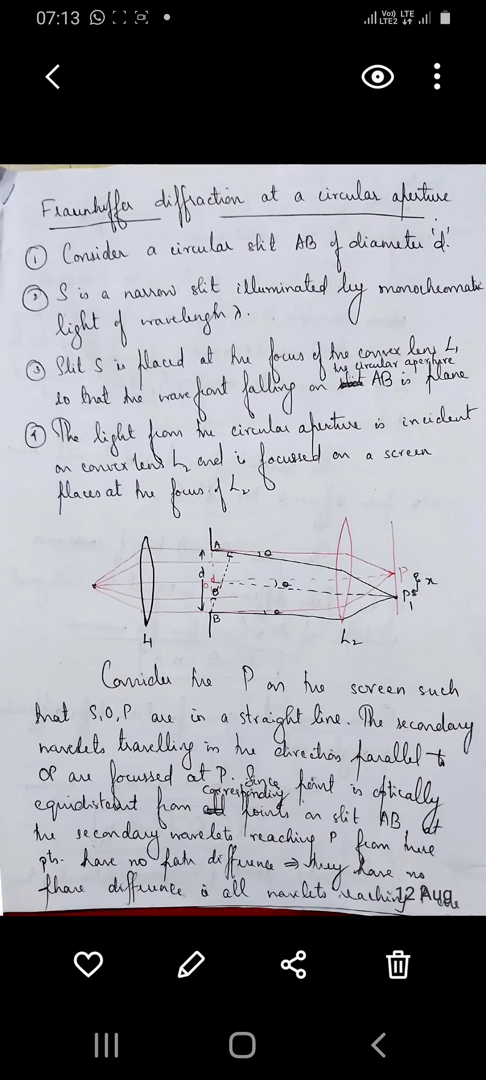 07:13
Vo) LTE
LTE2
Fraunhffer diffraction at a circular aperture
① Consider a circular slit AB of diameter 'd'.
② S is a narrow slit illuminated by monochromatic
light of wavelength λ.
③ Slit S is placed at the focus of the convex lens L1
so that the wavefront falling on the circular aperture AB is plane
④ The light from the circular aperture is incident
on convex lens L2 and is focussed on a screen
places at the focus of L2.
A
θ
P
x
d
θ
θ
B
θ
P1
L1
L2
Consider the P on the screen such
that S,O,P are in a straight line. The secondary
wavelets travelling in the direction parallel to
OP are focussed at P. Since point is optically
equidistant from corresponding points on slit AB
the secondary wavelets reaching P from these
pts. have no path difference ⇒ they have no
phase difference all wavelets reaching P
12 Aug